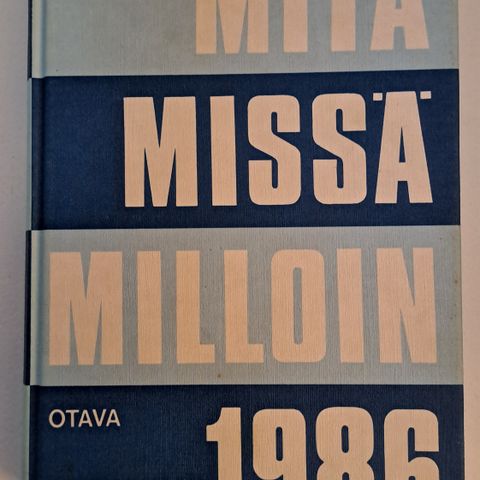 MITÄ
MISSÄ
MILLOIN
OTAVA 1986